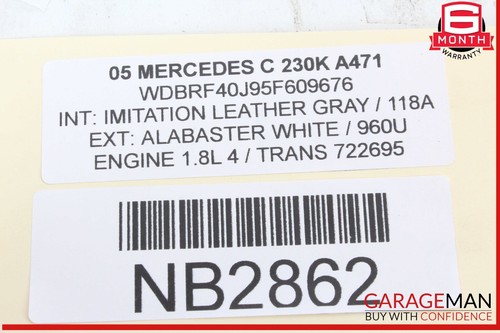 6
MONTH
WARRANTY
05 MERCEDES C 230K A471
WDBRF40J95F609676
INT: IMITATION LEATHER GRAY / 118A
EXT: ALABASTER WHITE / 960U
ENGINE 1.8L 4 / TRANS 722695
NB2862
GARAGEMAN
BUY WITH CONFIDENCE